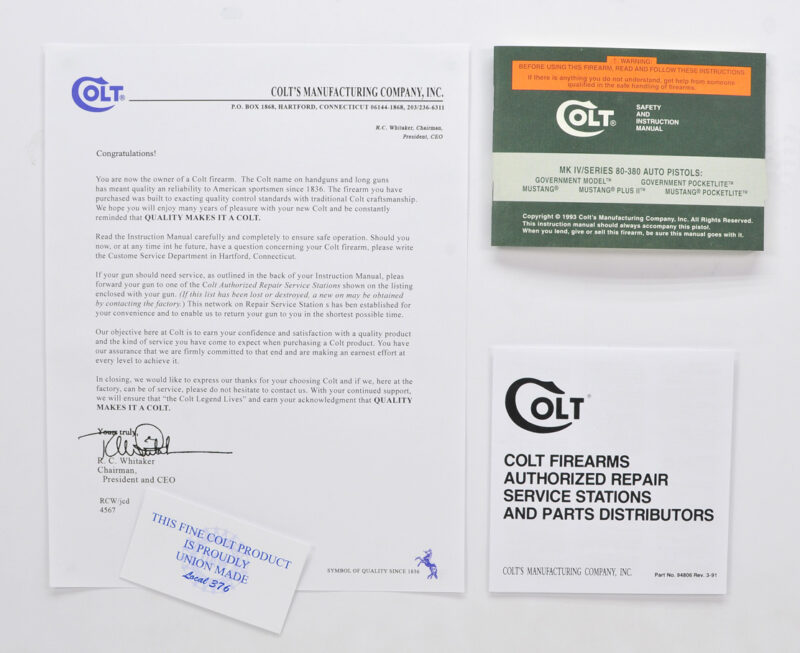 COLT®
COLT'S MANUFACTURING COMPANY, INC.
P.O. BOX 1868, HARTFORD, CONNECTICUT 06144-1868, 203/236-6311
R.C. Whitaker, Chairman,
President, CEO
Congratulations!
You are now the owner of a Colt firearm. The Colt name on handguns and long guns
has meant quality an reliability to American sportsmen since 1836. The firearm you have
purchased was built to exacting quality control standards with traditional Colt craftsmanship.
We hope you will enjoy many years of pleasure with your new Colt and be constantly
reminded that QUALITY MAKES IT A COLT.
Read the Instruction Manual carefully and completely to ensure safe operation. Should you
now, or at any time int he future, have a question concerning your Colt firearm, please write
the Custome Service Department in Hartford, Connecticut.
If your gun should need service, as outlined in the back of your Instruction Manual, pleas
forward your gun to one of the Colt Authorized Repair Service Stations shown on the listing
enclosed with your gun. (If this list has been lost or destroyed, a new on may be obtained
by contacting the factory.) This network on Repair Service Station s has ben established for
your convenience and to enable us to return your gun to you in the shortest possible time.
Our objective here at Colt is to earn your confidence and satisfaction with a quality product
and the kind of service you have come to expect when purchasing a Colt product. You have
our assurance that we are firmly committed to that end and are making an earnest effort at
every level to achieve it.
In closing, we would like to express our thanks for your choosing Colt and if we, here at the
factory, can be of service, please do not hesitate to contact us. With your continued support,
we will ensure that "the Colt Legend Lives" and earn your acknowledgment that QUALITY
MAKES IT A COLT.
Yours truly,
R. C. Whitaker
Chairman,
President and CEO
RCW/jcd
4567
SYMBOL OF QUALITY SINCE 1836
THIS FINE COLT PRODUCT
IS PROUDLY
UNION MADE
Local 376
WARNING:
BEFORE USING THIS FIREARM, READ AND FOLLOW THESE INSTRUCTIONS
If there is anything you do not understand, get help from someone
qualified in the safe handling of firearms.
COLT®
SAFETY
AND
INSTRUCTION
MANUAL
MK IV/SERIES 80-380 AUTO PISTOLS:
GOVERNMENT MODEL™ GOVERNMENT POCKETLITE™
MUSTANG® MUSTANG® PLUS II™ MUSTANG® POCKETLITE™
Copyright © 1993 Colt's Manufacturing Company, Inc. All Rights Reserved.
This instruction manual should always accompany this pistol.
When you lend, give or sell this firearm, be sure this manual goes with it.
COLT®
COLT FIREARMS
AUTHORIZED REPAIR
SERVICE STATIONS
AND PARTS DISTRIBUTORS
COLT'S MANUFACTURING COMPANY, INC.
Part No. 94806 Rev. 3-91